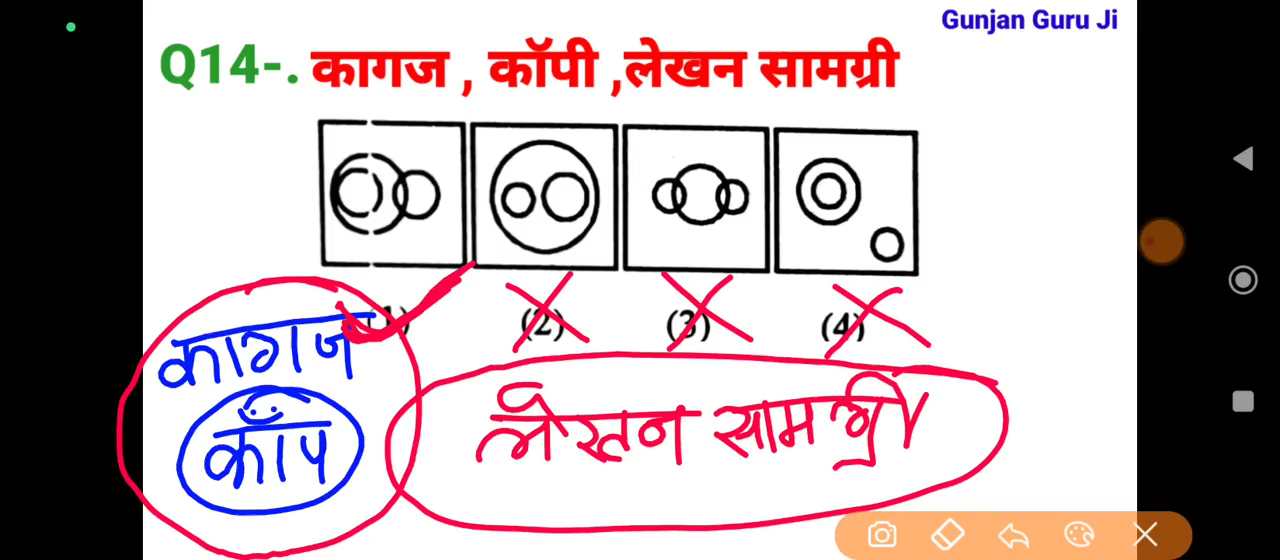 Gunjan Guru Ji
Q14-. कागज , कॉपी ,लेखन सामग्री
(1) (2) (3) (4)
कागज
कॉप
लेखन सामग्री